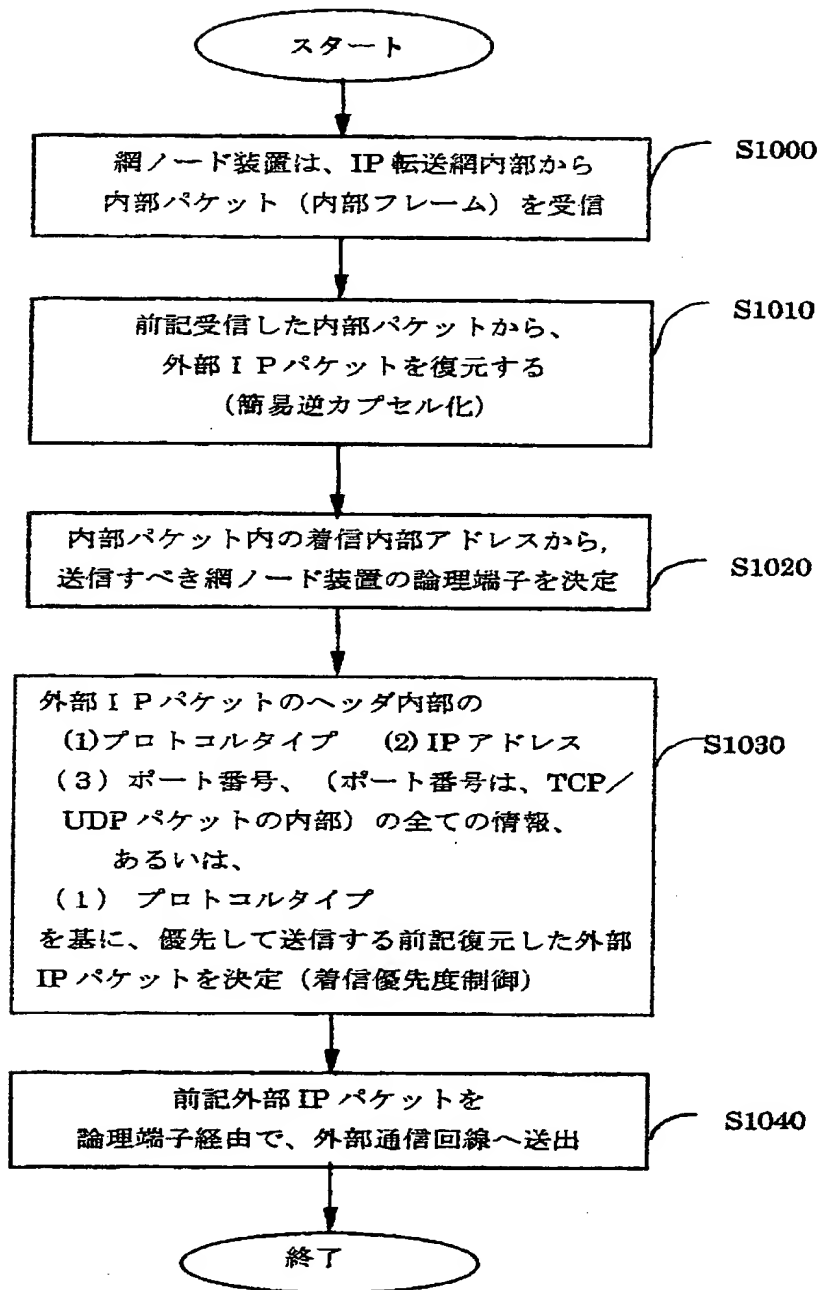 スタート
網ノード装置は、IP転送網内部から
内部パケット（内部フレーム）を受信
S1000
前記受信した内部パケットから、
外部ＩＰパケットを復元する
(簡易逆カプセル化)
S1010
内部パケット内の着信内部アドレスから,
送信すべき網ノード装置の論理端子を決定
S1020
外部ＩＰパケットのヘッダ内部の
(1)プロトコルタイプ (2)IPアドレス
(３) ポート番号、（ポート番号は、TCP／
UDPパケットの内部）の全ての情報、
あるいは、
(１) プロトコルタイプ
を基に、優先して送信する前記復元した外部
IPパケットを決定（着信優先度制御）
S1030
前記外部IPパケットを
論理端子経由で、外部通信回線へ送出
S1040
終了